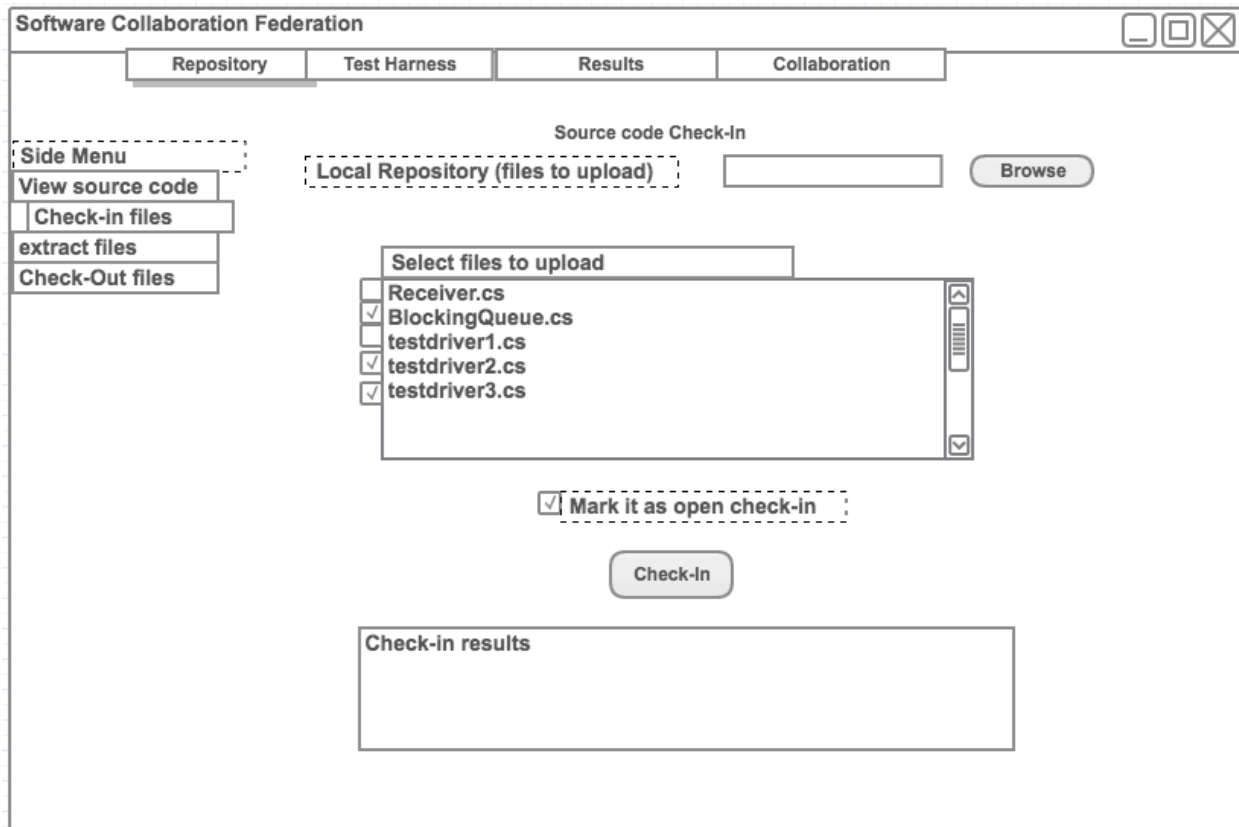 Software Collaboration Federation
Repository Test Harness Results Collaboration
Source code Check-In
Side Menu
Local Repository (files to upload) Browse
View source code
Check-in files
extract files
Check-Out files
Select files to upload
Receiver.cs
BlockingQueue.cs
testdriver1.cs
testdriver2.cs
testdriver3.cs
Mark it as open check-in
Check-In
Check-in results